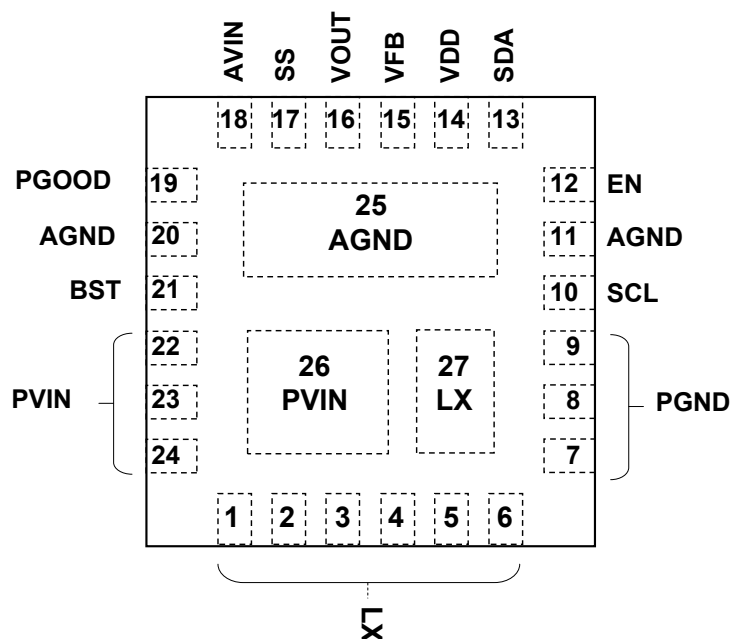 AVIN SS VOUT VFB VDD SDA
18 17 16 15 14 13
PGOOD 19 12 EN
25
AGND
AGND 20 11 AGND
BST 21 10 SCL
22 9
26
PVIN
27
LX
PVIN 23 8 PGND
24 7
1 2 3 4 5 6
LX